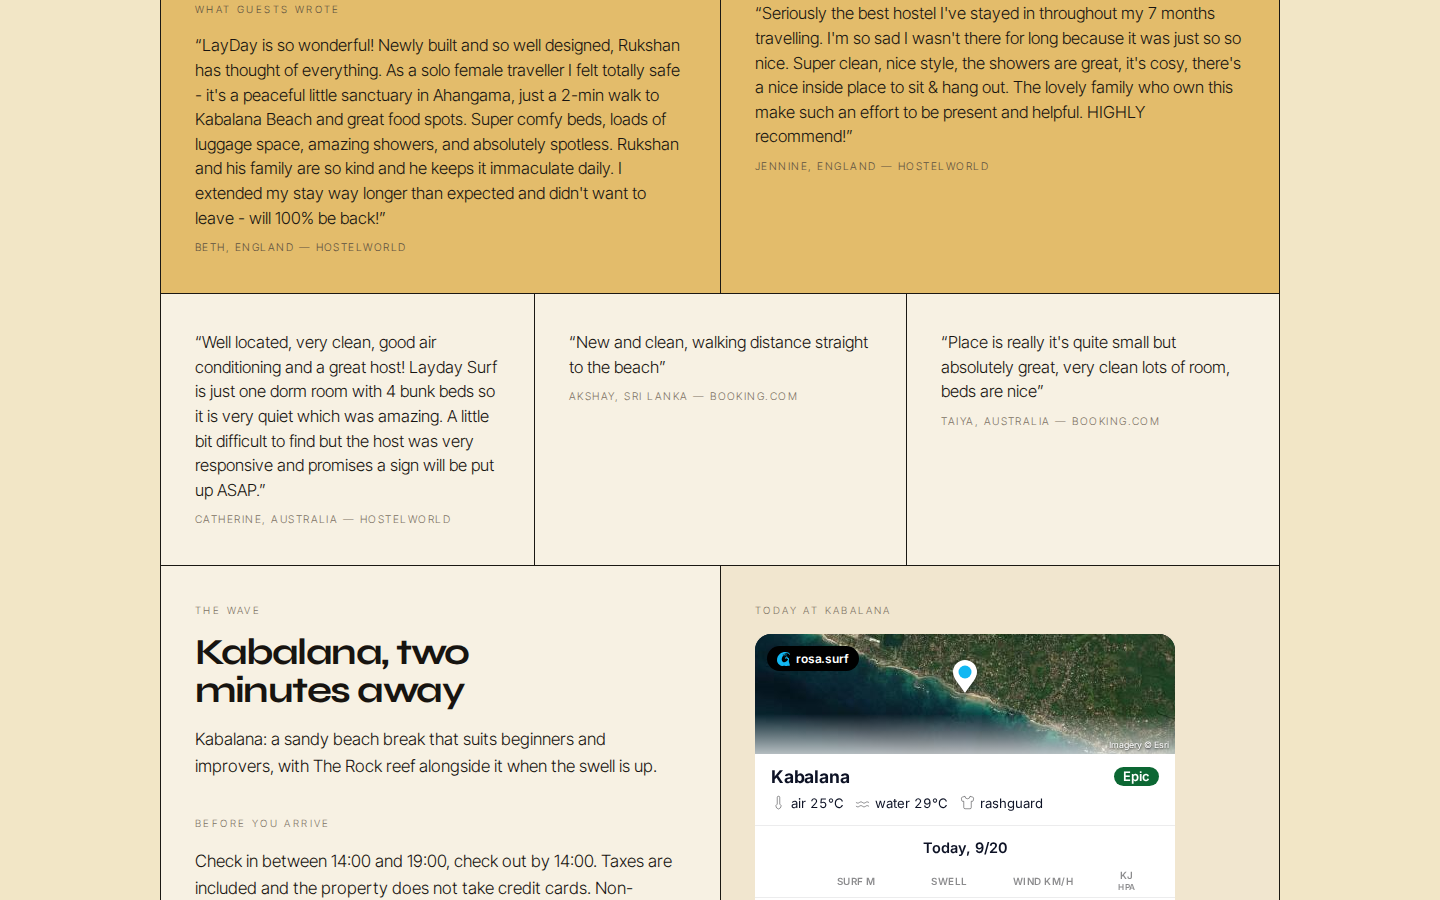 WHAT GUESTS WROTE
“LayDay is so wonderful! Newly built and so well designed, Rukshan
has thought of everything. As a solo female traveller I felt totally safe
- it's a peaceful little sanctuary in Ahangama, just a 2-min walk to
Kabalana Beach and great food spots. Super comfy beds, loads of
luggage space, amazing showers, and absolutely spotless. Rukshan
and his family are so kind and he keeps it immaculate daily. I
extended my stay way longer than expected and didn't want to
leave - will 100% be back!”
BETH, ENGLAND — HOSTELWORLD
“Seriously the best hostel I've stayed in throughout my 7 months
travelling. I'm so sad I wasn't there for long because it was just so so
nice. Super clean, nice style, the showers are great, it's cosy, there's
a nice inside place to sit & hang out. The lovely family who own this
make such an effort to be present and helpful. HIGHLY
recommend!”
JENNINE, ENGLAND — HOSTELWORLD
“Well located, very clean, good air
conditioning and a great host! Layday Surf
is just one dorm room with 4 bunk beds so
it is very quiet which was amazing. A little
bit difficult to find but the host was very
responsive and promises a sign will be put
up ASAP.”
CATHERINE, AUSTRALIA — HOSTELWORLD
“New and clean, walking distance straight
to the beach”
AKSHAY, SRI LANKA — BOOKING.COM
“Place is really it's quite small but
absolutely great, very clean lots of room,
beds are nice”
TAIYA, AUSTRALIA — BOOKING.COM
THE WAVE
Kabalana, two
minutes away
Kabalana: a sandy beach break that suits beginners and
improvers, with The Rock reef alongside it when the swell is up.
BEFORE YOU ARRIVE
Check in between 14:00 and 19:00, check out by 14:00. Taxes are
included and the property does not take credit cards. Non-
TODAY AT KABALANA
rosa.surf
Imagery © Esri
Kabalana
Epic
air 25°C water 29°C rashguard
Today, 9/20
SURF M SWELL WIND KM/H KJ
HPA